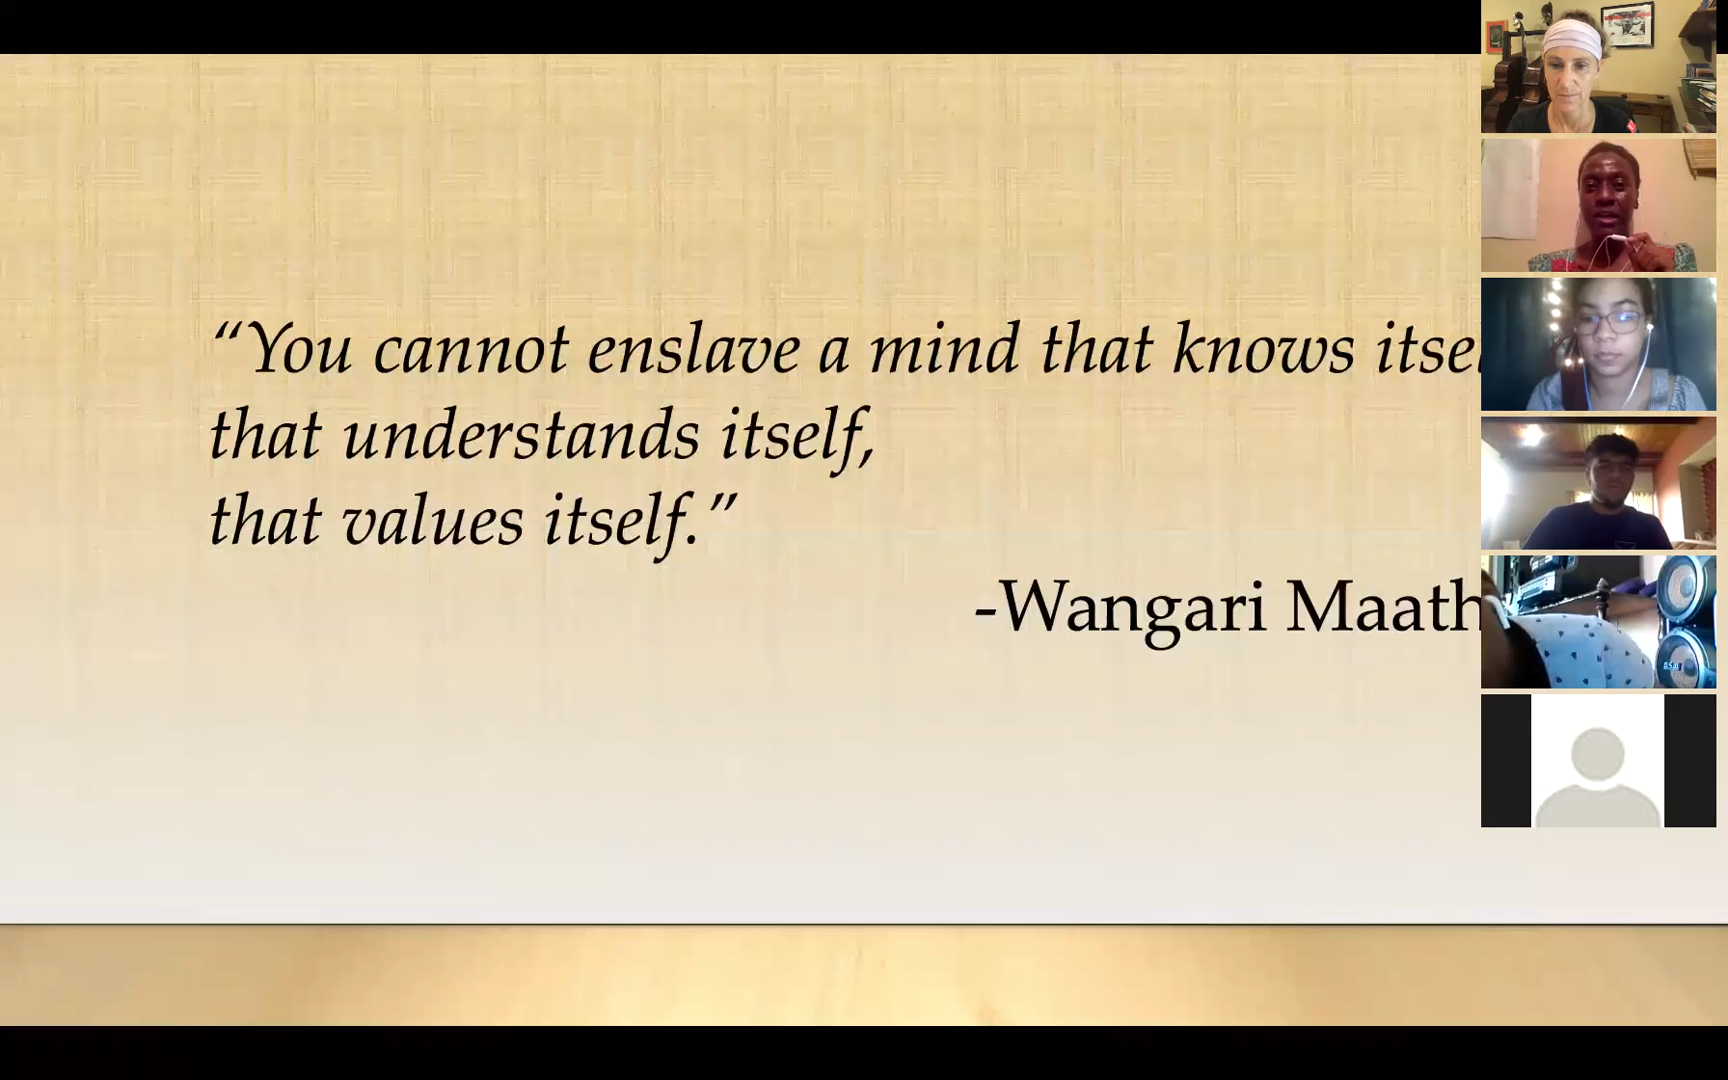 “You cannot enslave a mind that knows itsel
that understands itself,
that values itself.”
-Wangari Maath